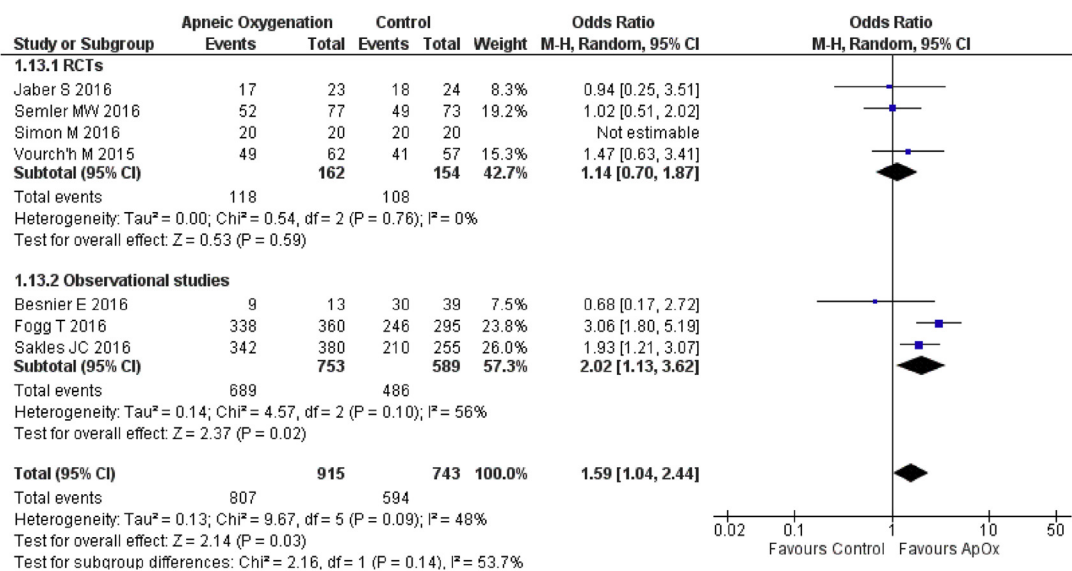 Apneic Oxygenation Control Odds Ratio Odds Ratio
Study or Subgroup Events Total Events Total Weight M-H, Random, 95% CI M-H, Random, 95% CI
1.13.1 RCTs
Jaber S 2016 17 23 18 24 8.3% 0.94 [0.25, 3.51]
Semler MW 2016 52 77 49 73 19.2% 1.02 [0.51, 2.02]
Simon M 2016 20 20 20 20 Not estimable
Vourc'h M 2015 49 62 41 57 15.3% 1.47 [0.63, 3.41]
Subtotal (95% CI) 162 154 42.7% 1.14 [0.70, 1.87]
Total events 118 108
Heterogeneity: Tau² = 0.00; Chi² = 0.54, df = 2 (P = 0.76); I² = 0%
Test for overall effect: Z = 0.53 (P = 0.59)
1.13.2 Observational studies
Besnier E 2016 9 13 30 39 7.5% 0.68 [0.17, 2.72]
Fogg T 2016 338 360 246 295 23.8% 3.06 [1.80, 5.19]
Sakles JC 2016 342 380 210 255 26.0% 1.93 [1.21, 3.07]
Subtotal (95% CI) 753 589 57.3% 2.02 [1.13, 3.62]
Total events 689 486
Heterogeneity: Tau² = 0.14; Chi² = 4.57, df = 2 (P = 0.10); I² = 56%
Test for overall effect: Z = 2.37 (P = 0.02)
Total (95% CI) 915 743 100.0% 1.59 [1.04, 2.44]
Total events 807 594
Heterogeneity: Tau² = 0.13; Chi² = 9.67, df = 5 (P = 0.09); I² = 48%
Test for overall effect: Z = 2.14 (P = 0.03)
Test for subgroup differences: Chi² = 2.16, df = 1 (P = 0.14), I² = 53.7%
0.02 0.1 1 10 50
Favours Control Favours ApOx